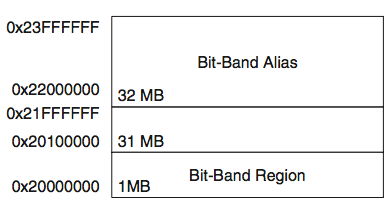 0x23FFFFFF
Bit-Band Alias
0x22000000 32 MB
0x21FFFFFF
0x20100000 31 MB
Bit-Band Region
0x20000000 1MB